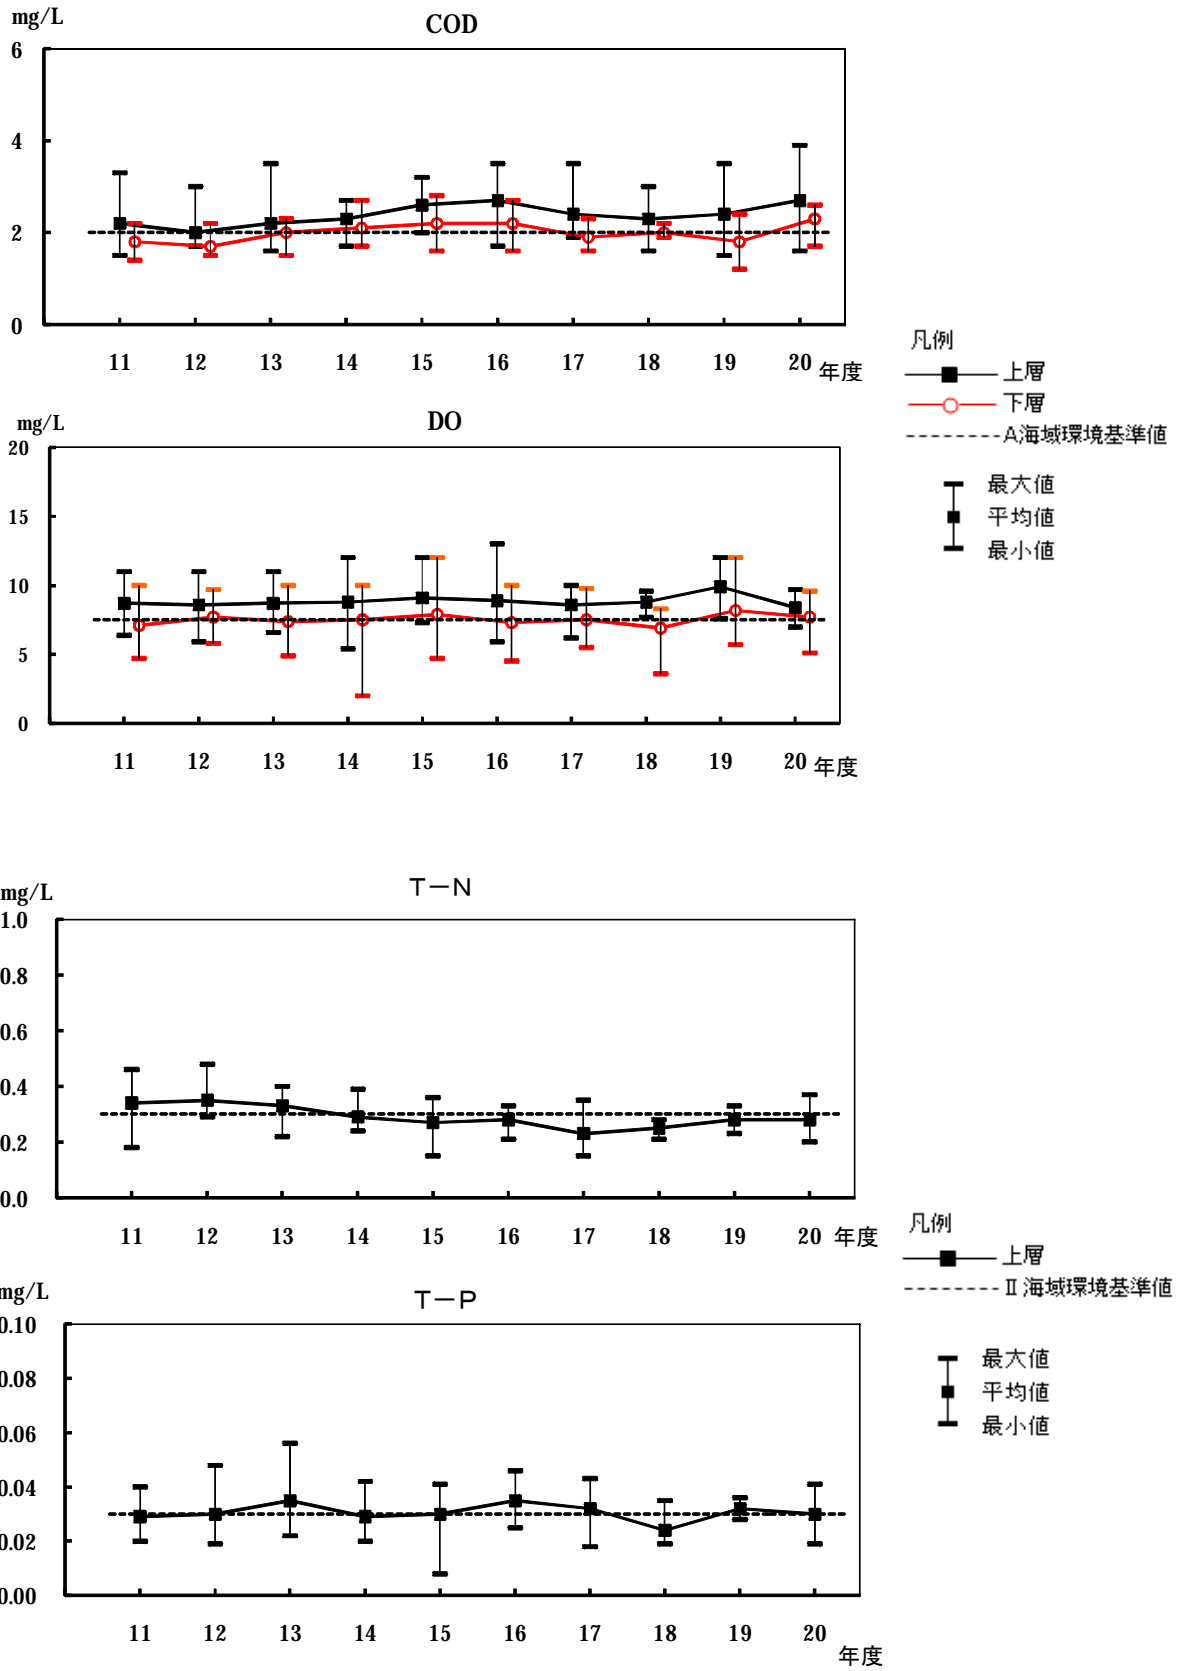 mg/L
COD
6
4
2
0
11 12 13 14 15 16 17 18 19 20 年度
凡例
上層
下層
A海域環境基準値
最大値
平均値
最小値
mg/L
DO
20
15
10
5
0
11 12 13 14 15 16 17 18 19 20 年度
mg/L
T-N
1.0
0.8
0.6
0.4
0.2
0.0
11 12 13 14 15 16 17 18 19 20 年度
凡例
上層
Ⅱ海域環境基準値
最大値
平均値
最小値
mg/L
T-P
0.10
0.08
0.06
0.04
0.02
0.00
11 12 13 14 15 16 17 18 19 20
年度